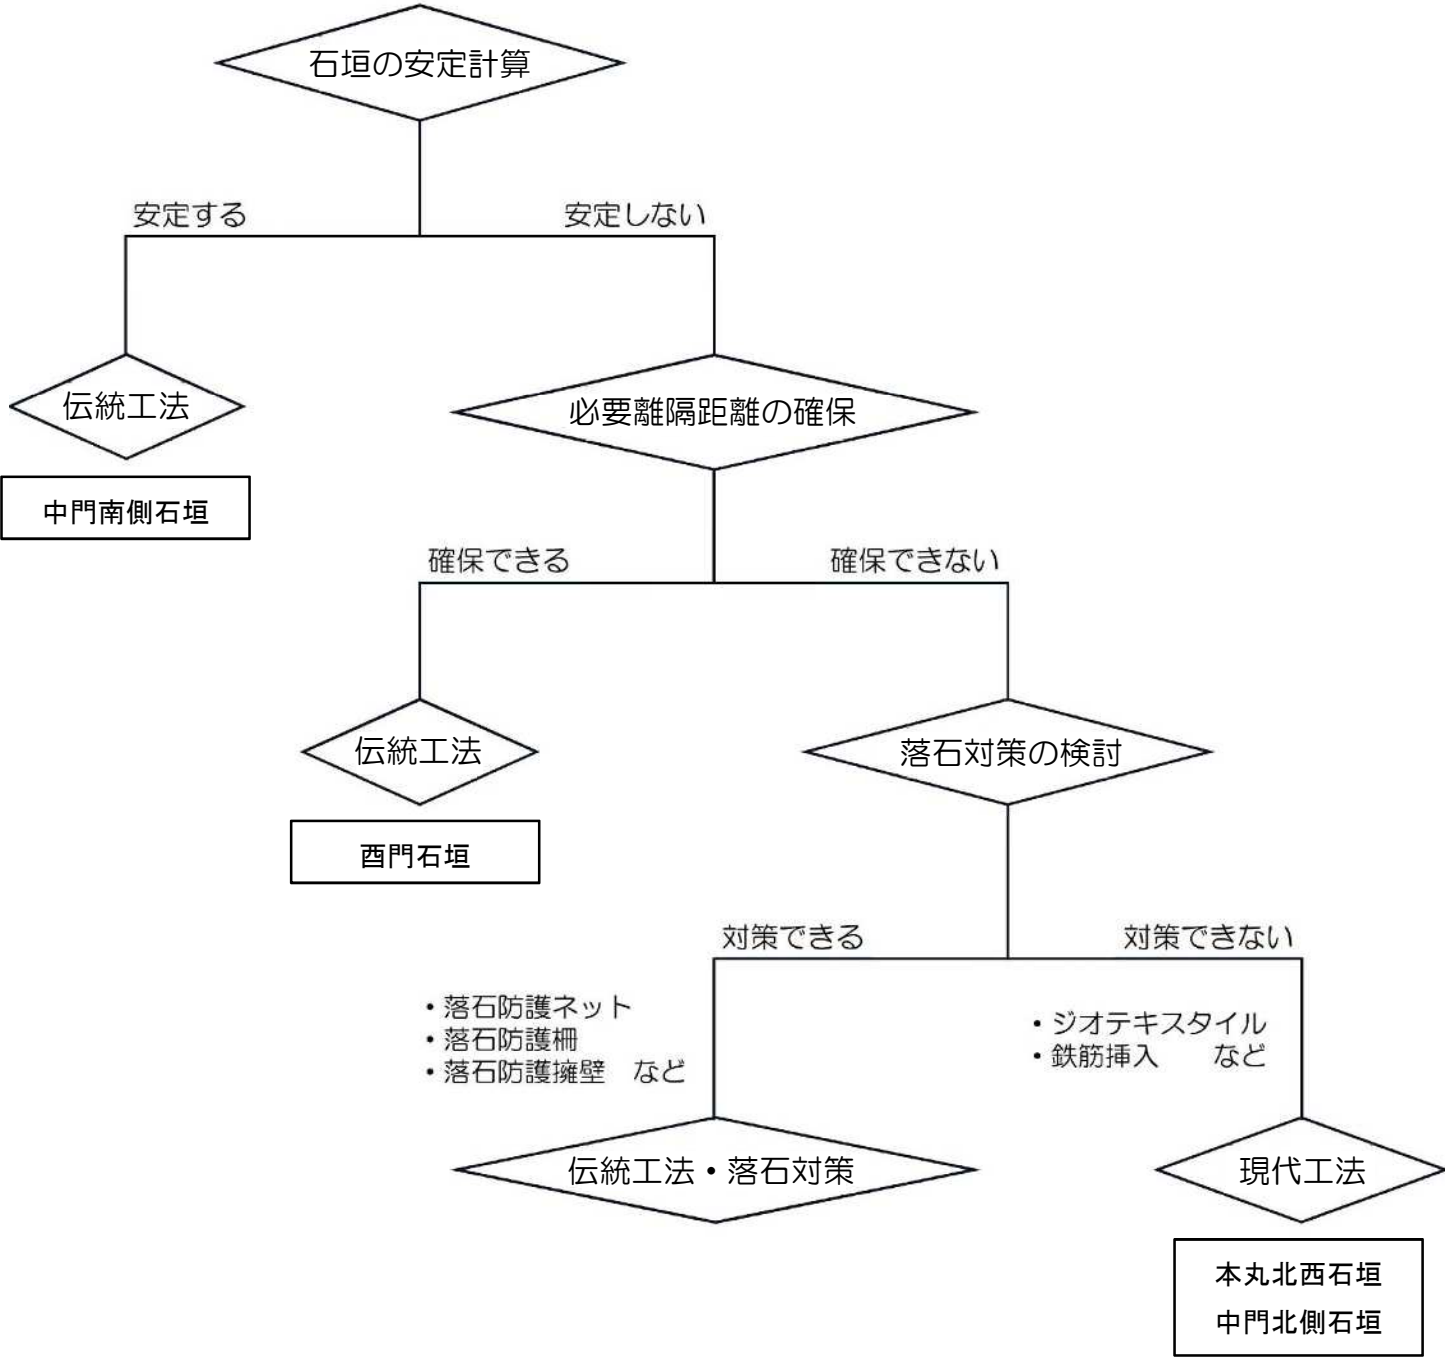 石垣の安定計算
安定する
安定しない
伝統工法
必要離隔距離の確保
中門南側石垣
確保できる
確保できない
伝統工法
落石対策の検討
酉門石垣
対策できる
対策できない
・落石防護ネット
・落石防護柵
・落石防護擁壁　など
・ジオテキスタイル
・鉄筋挿入　　など
伝統工法・落石対策
現代工法
本丸北西石垣
中門北側石垣